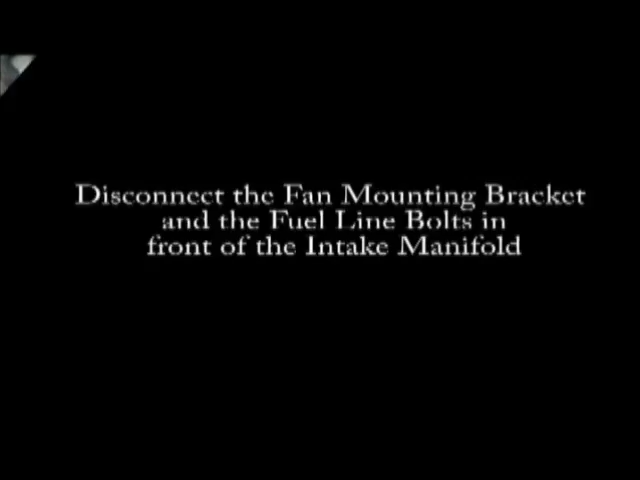 Disconnect the Fan Mounting Bracket
and the Fuel Line Bolts in
front of the Intake Manifold